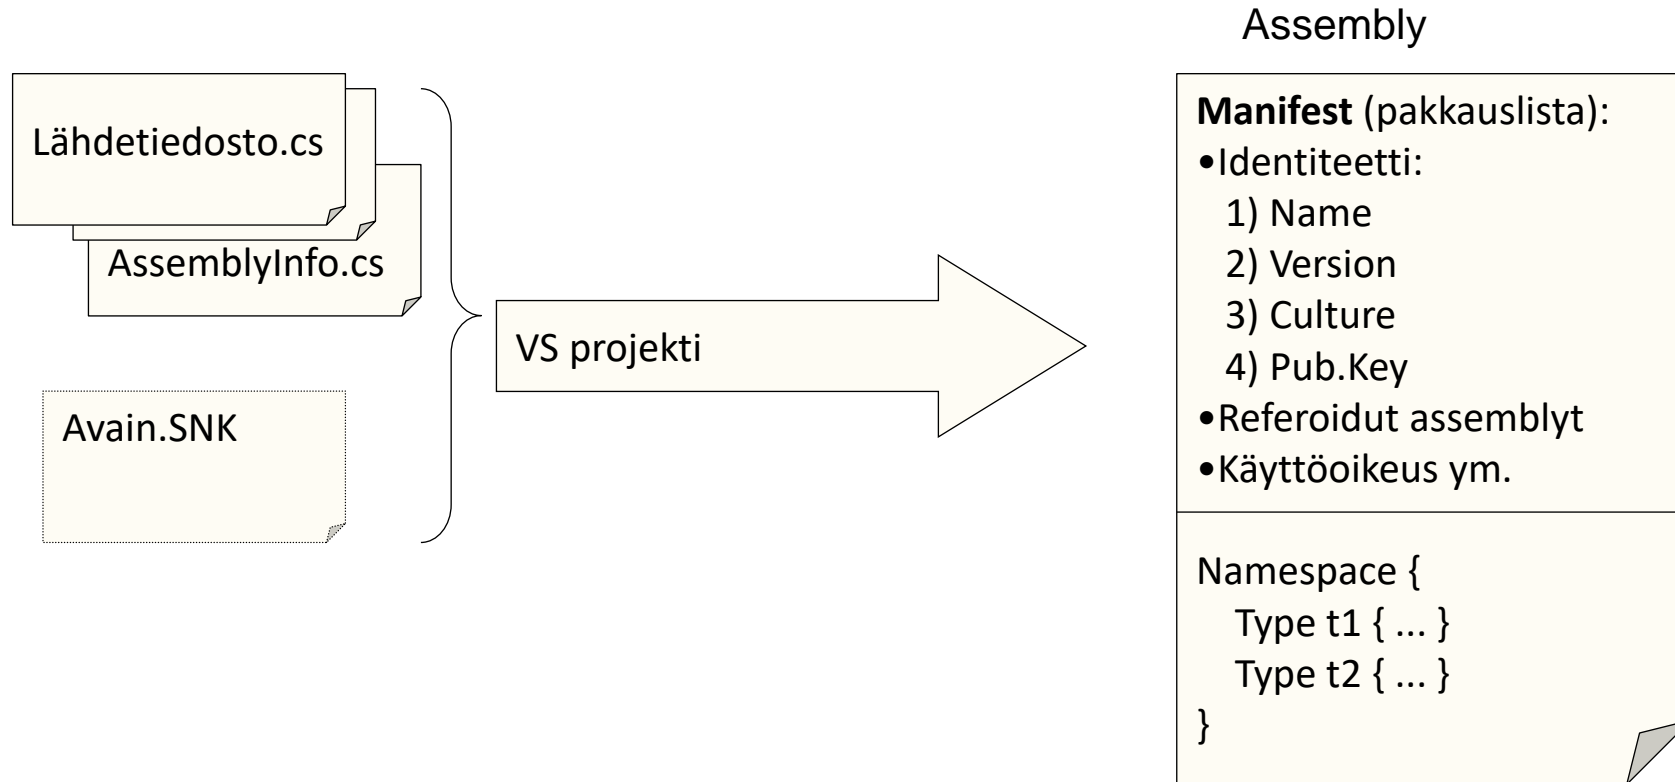 Lähdetiedosto.cs
AssemblyInfo.cs
Avain.SNK
VS projekti
Assembly
Manifest (pakkauslista):
•Identiteetti:
1) Name
2) Version
3) Culture
4) Pub.Key
•Referoidut assemblyt
•Käyttöoikeus ym.
Namespace {
Type t1 { ... }
Type t2 { ... }
}